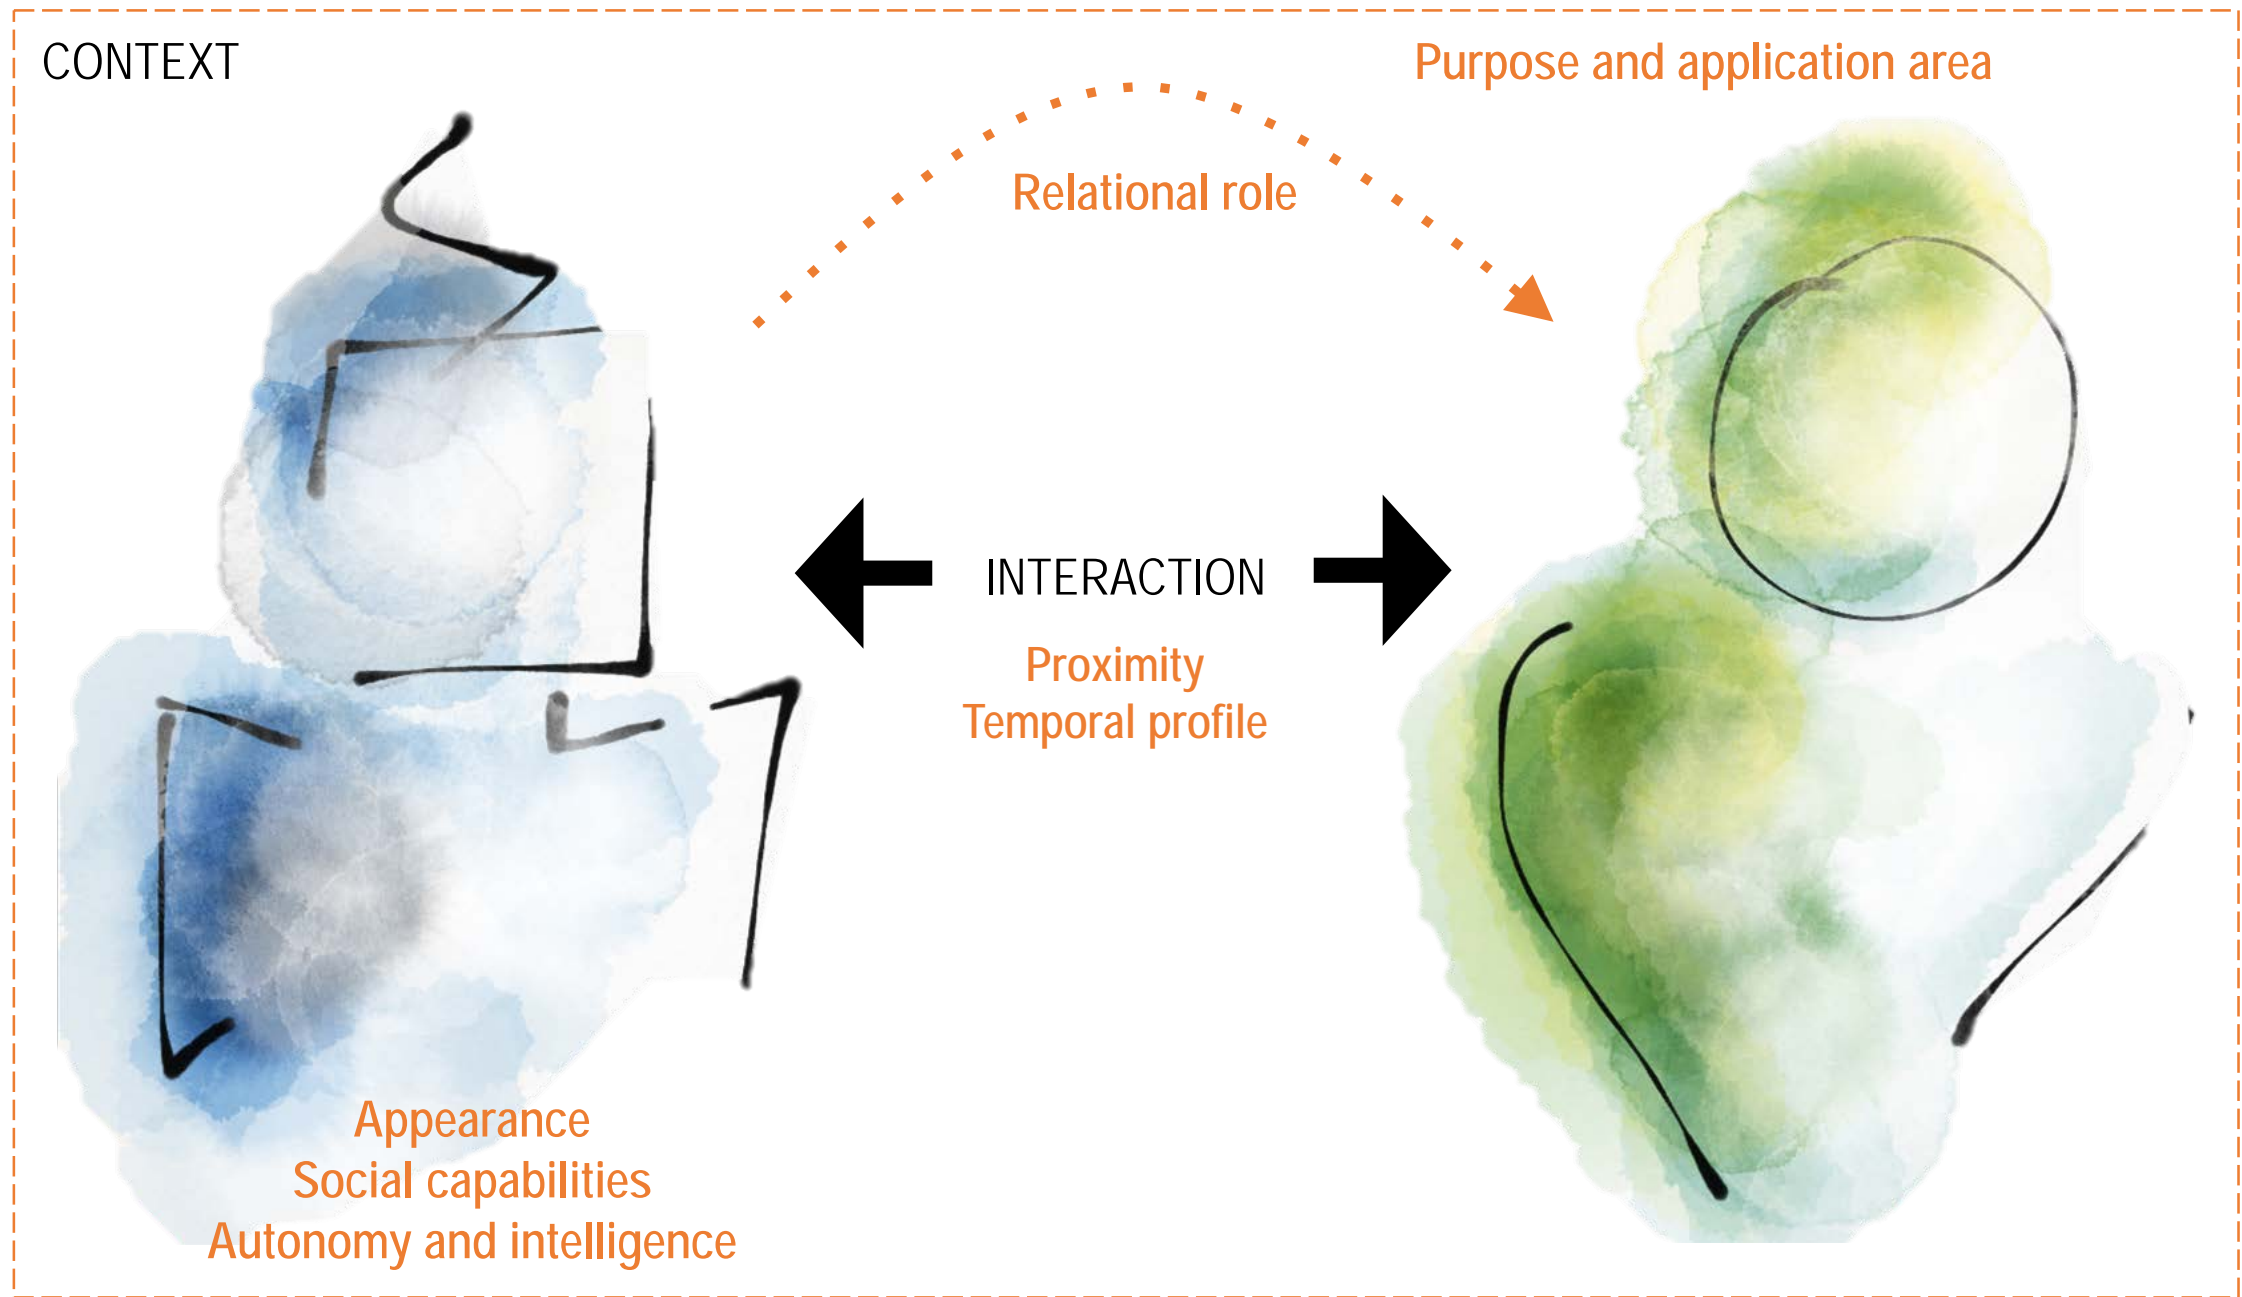 CONTEXT
Purpose and application area
Relational role
INTERACTION
Proximity
Temporal profile
Appearance
Social capabilities
Autonomy and intelligence